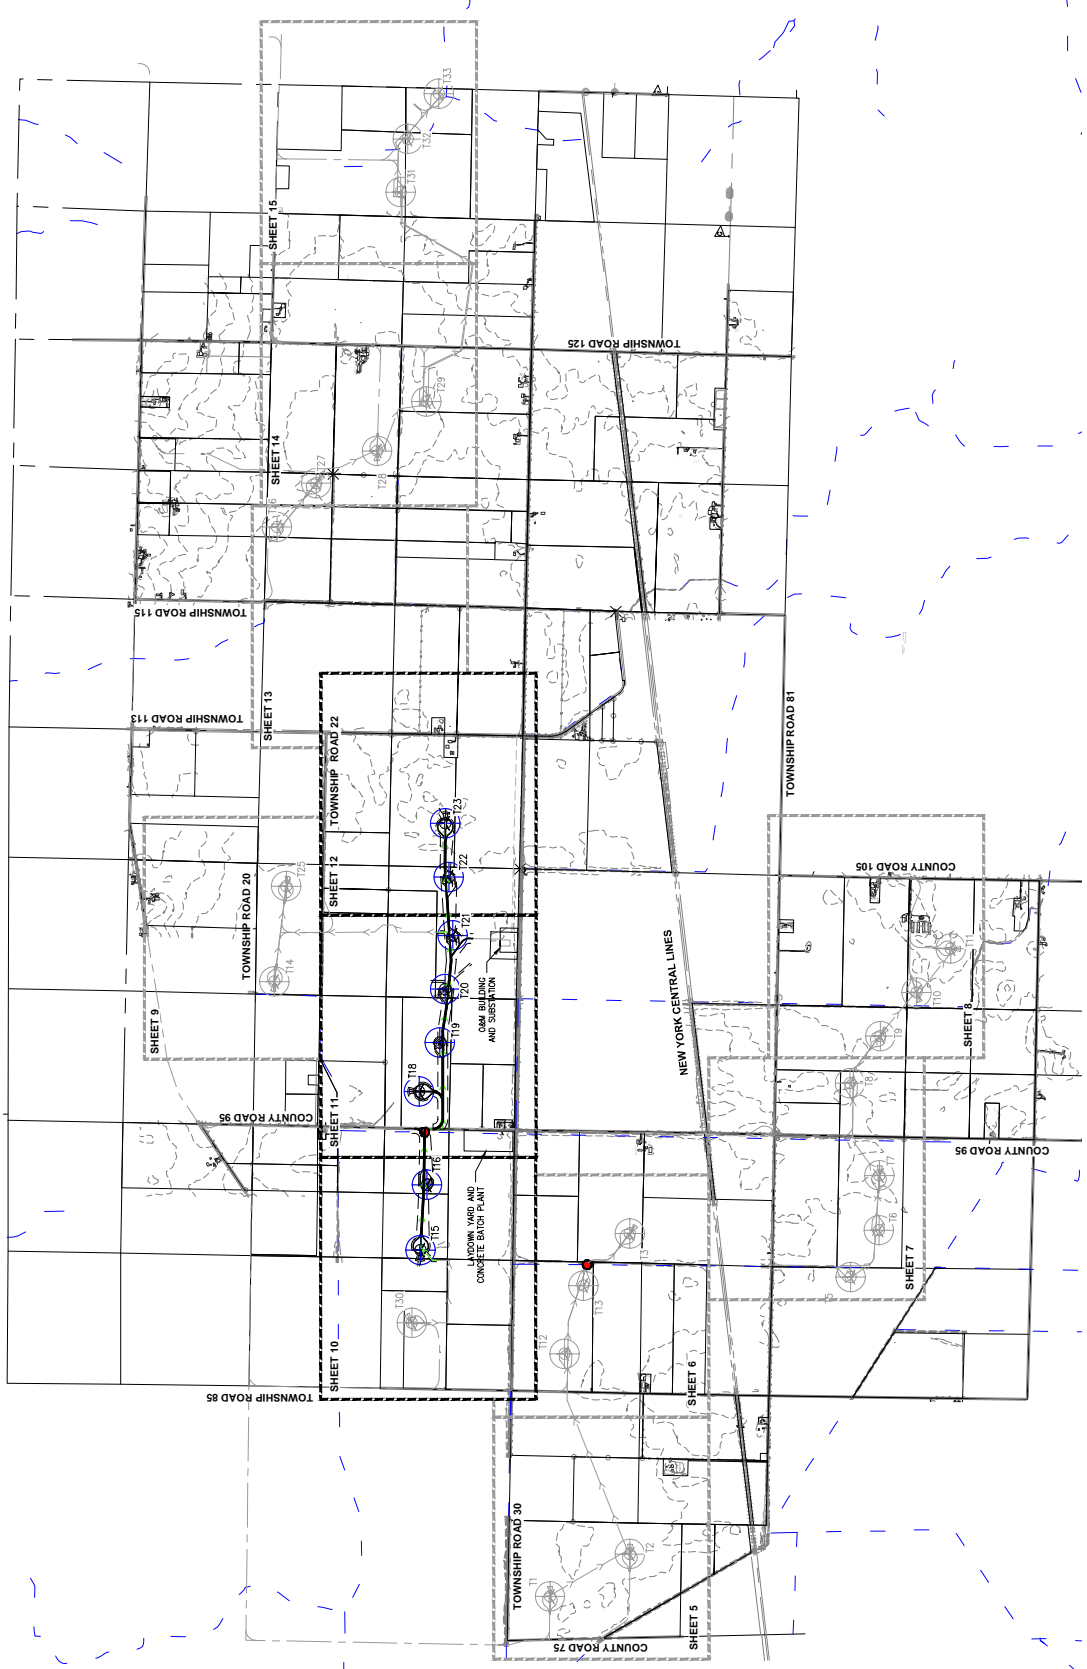 T33
T32
T31
SHEET 15
TOWNSHIP ROAD 125
T29
SHEET 14
T27
T28
TOWNSHIP ROAD 115
SHEET 13
TOWNSHIP ROAD 113
TOWNSHIP ROAD 22
TOWNSHIP ROAD 81
T23
T22
SHEET 12
T25
TOWNSHIP ROAD 20
COUNTY ROAD 105
T21
T20
T14
O&M BUILDING
AND SUBSTATION
NEW YORK CENTRAL LINES
T11
T10
SHEET 8
SHEET 9
T19
T9
T18
T8
COUNTY ROAD 95
SHEET 11
COUNTY ROAD 95
T16
T7
LAYDOWN YARD AND
CONCRETE BATCH PLANT
T15
T3
T6
SHEET 7
T5
T30
T13
T12
SHEET 10
SHEET 6
TOWNSHIP ROAD 85
TOWNSHIP ROAD 30
T2
T1
SHEET 5
COUNTY ROAD 75